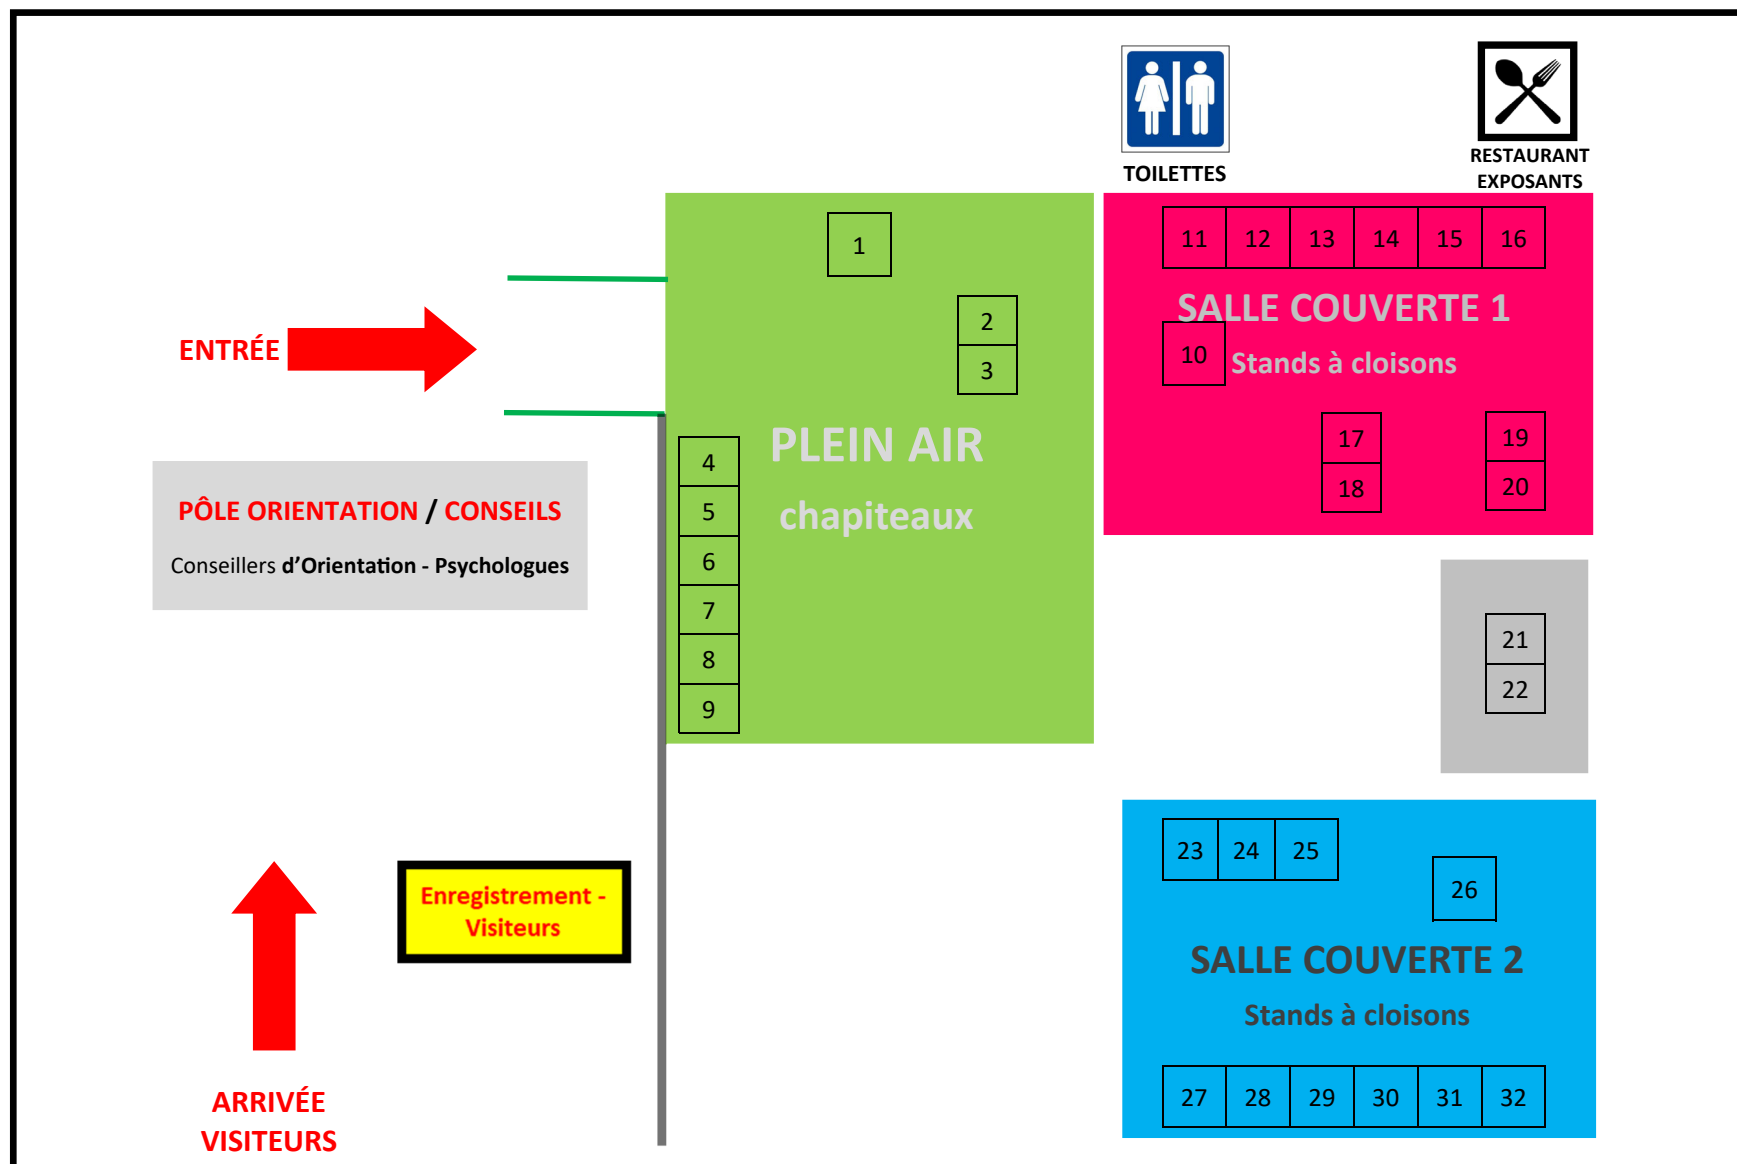 TOILETTES
RESTAURANT
EXPOSANTS
1
2
3
ENTRÉE
PLEIN AIR
chapiteaux
4
5
6
7
8
9
PÔLE ORIENTATION / CONSEILS
Conseillers d’Orientation - Psychologues
11 12 13 14 15 16
SALLE COUVERTE 1
10
Stands à cloisons
17
18
19
20
21
22
23 24 25
26
SALLE COUVERTE 2
Stands à cloisons
27 28 29 30 31 32
Enregistrement -
Visiteurs
ARRIVÉE
VISITEURS